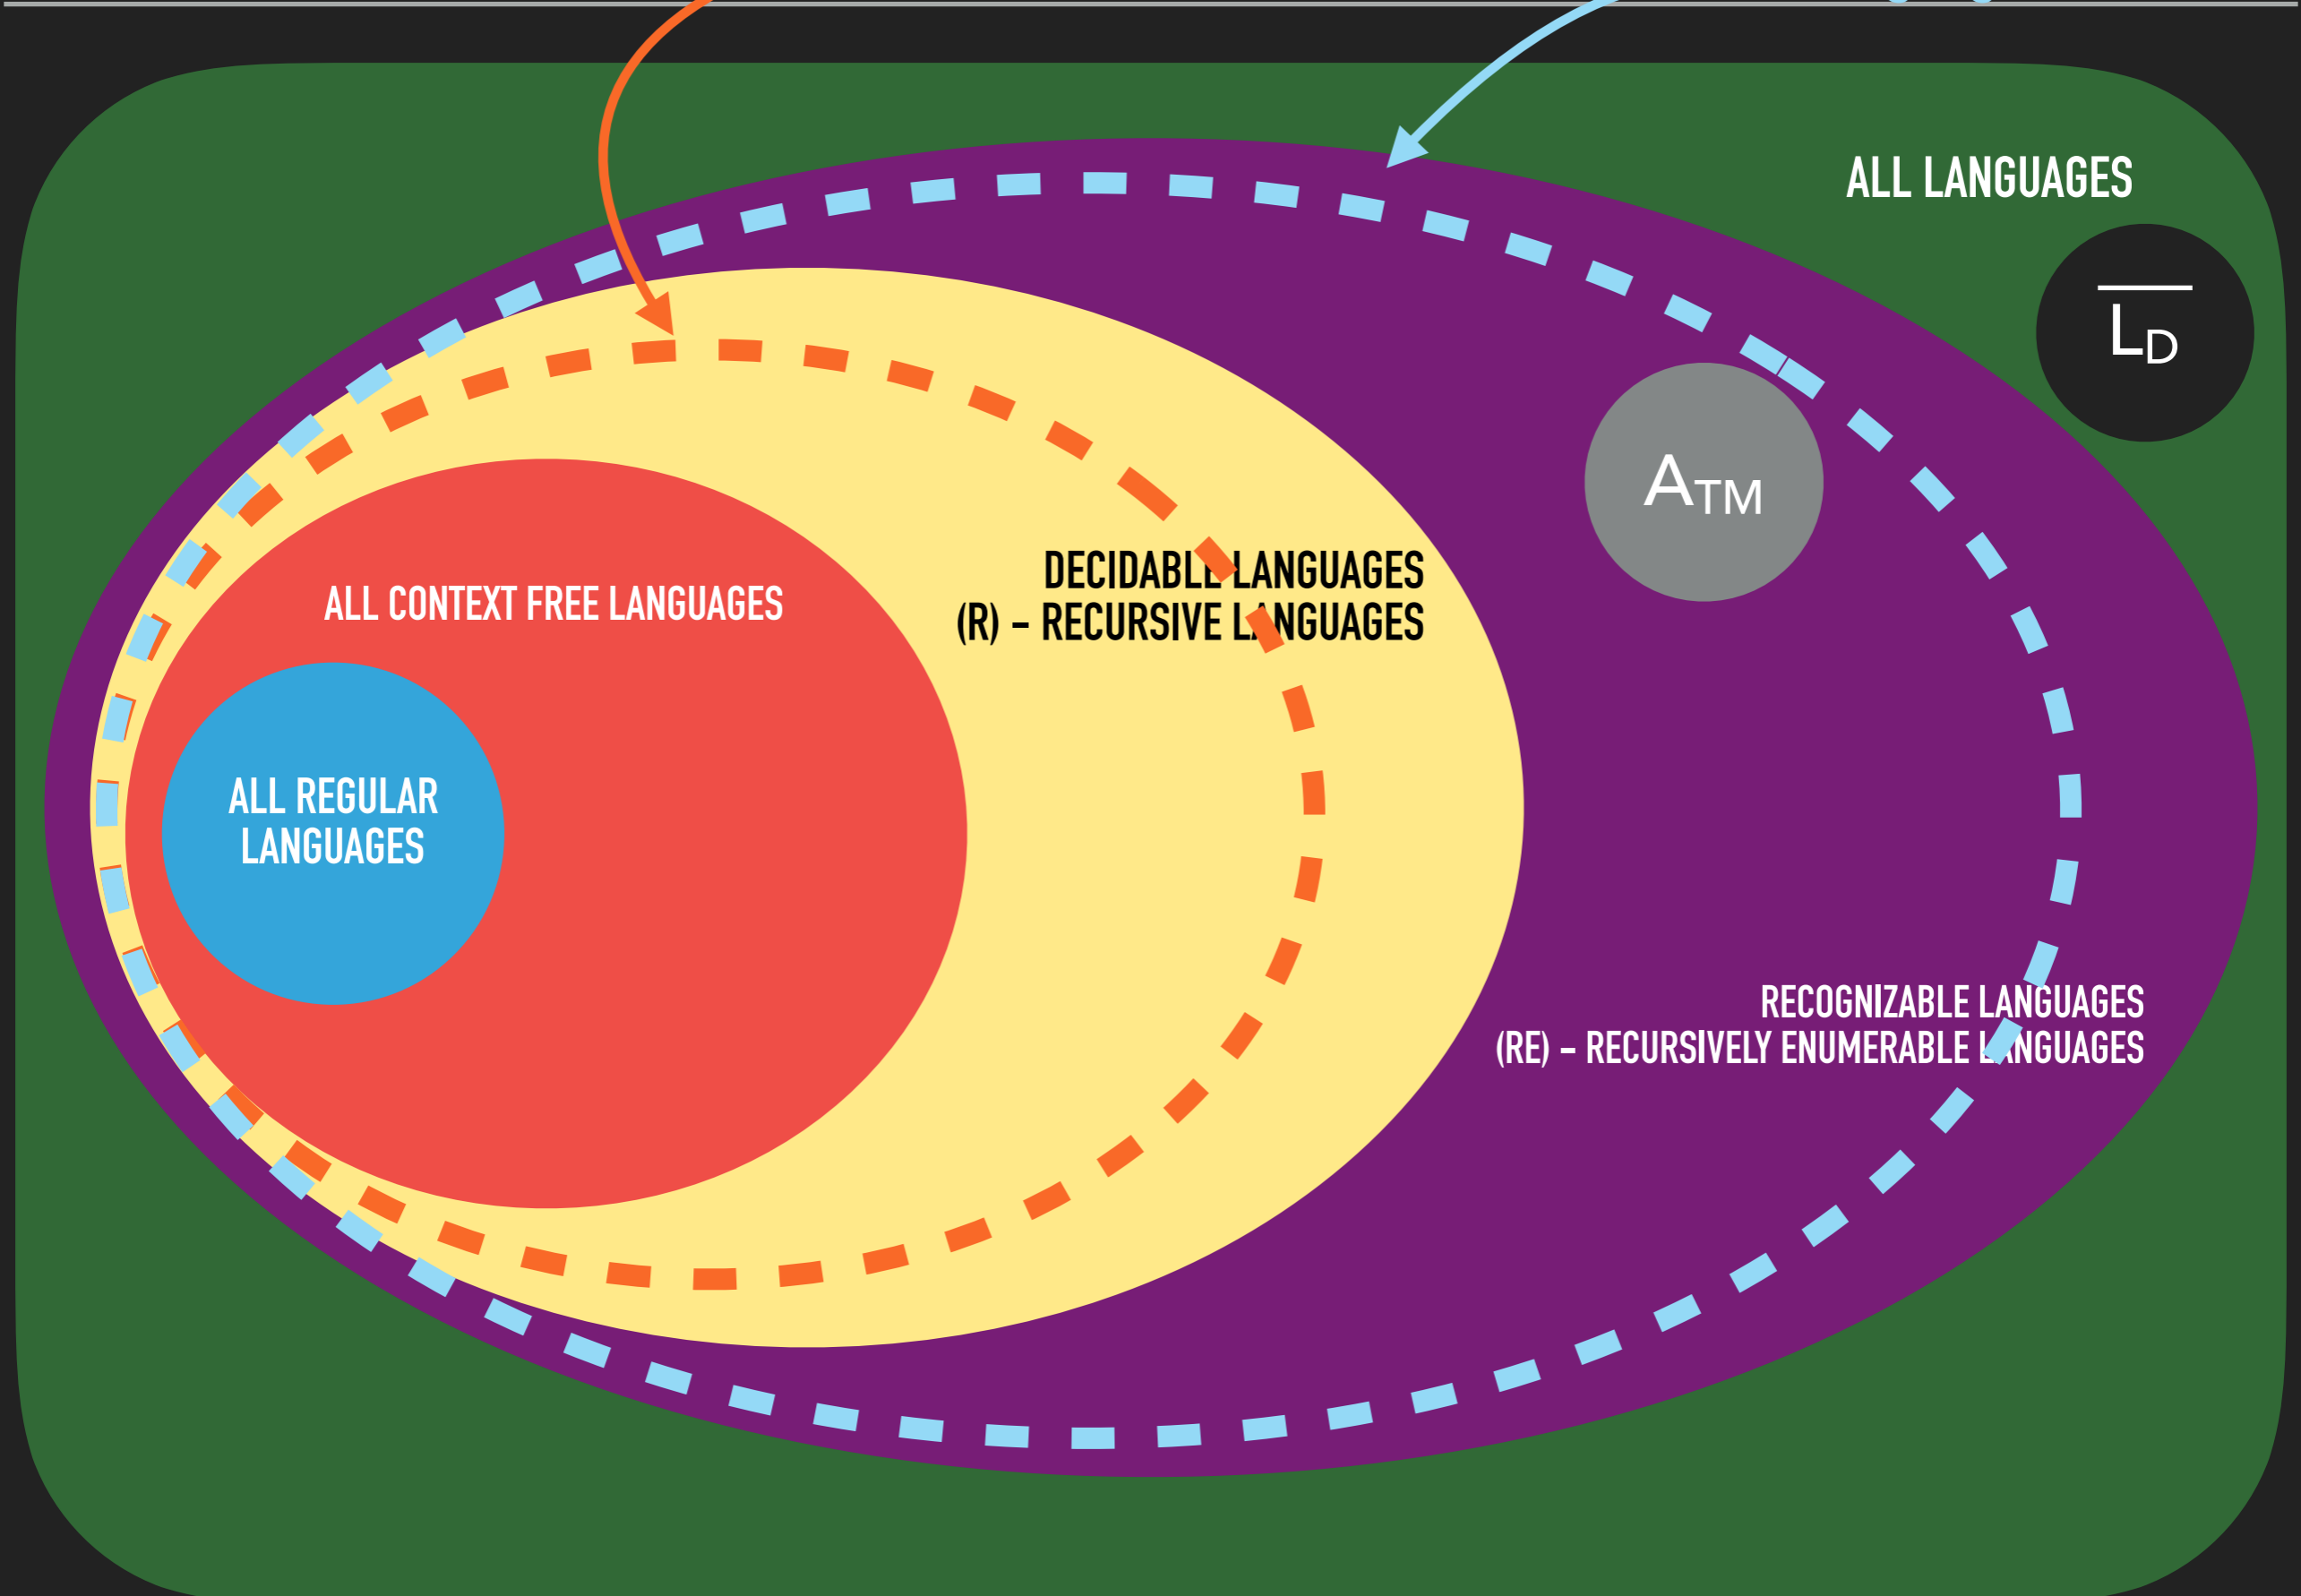 ALL LANGUAGES
L̅D̅
ATM
DECIDABLE LANGUAGES
(R) – RECURSIVE LANGUAGES
ALL CONTEXT FREE LANGUAGES
ALL REGULAR
LANGUAGES
RECOGNIZABLE LANGUAGES
(RE) – RECURSIVELY ENUMERABLE LANGUAGES